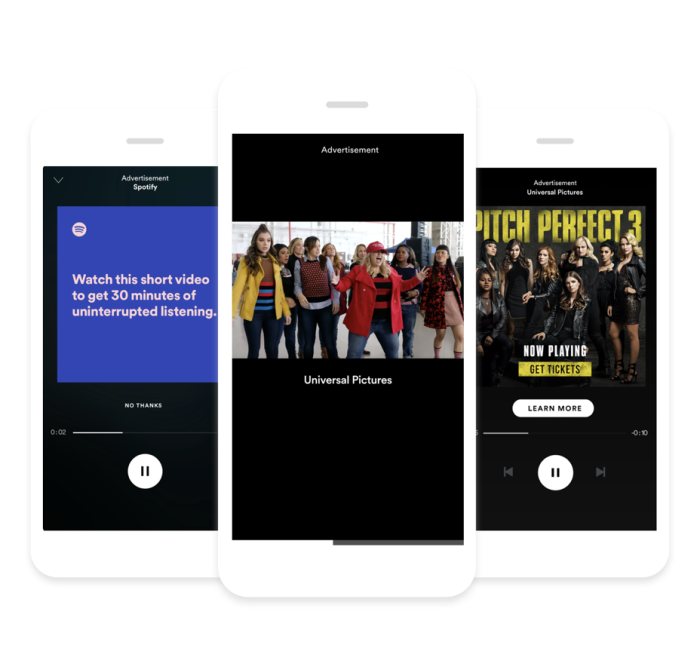 Advertisement
Spotify
Watch this short video
to get 30 minutes of
uninterrupted listening.
NO THANKS
0:02
Advertisement
Universal Pictures
Advertisement
Universal Pictures
PITCH PERFECT 3
NOW PLAYING
GET TICKETS
LEARN MORE
-0:10